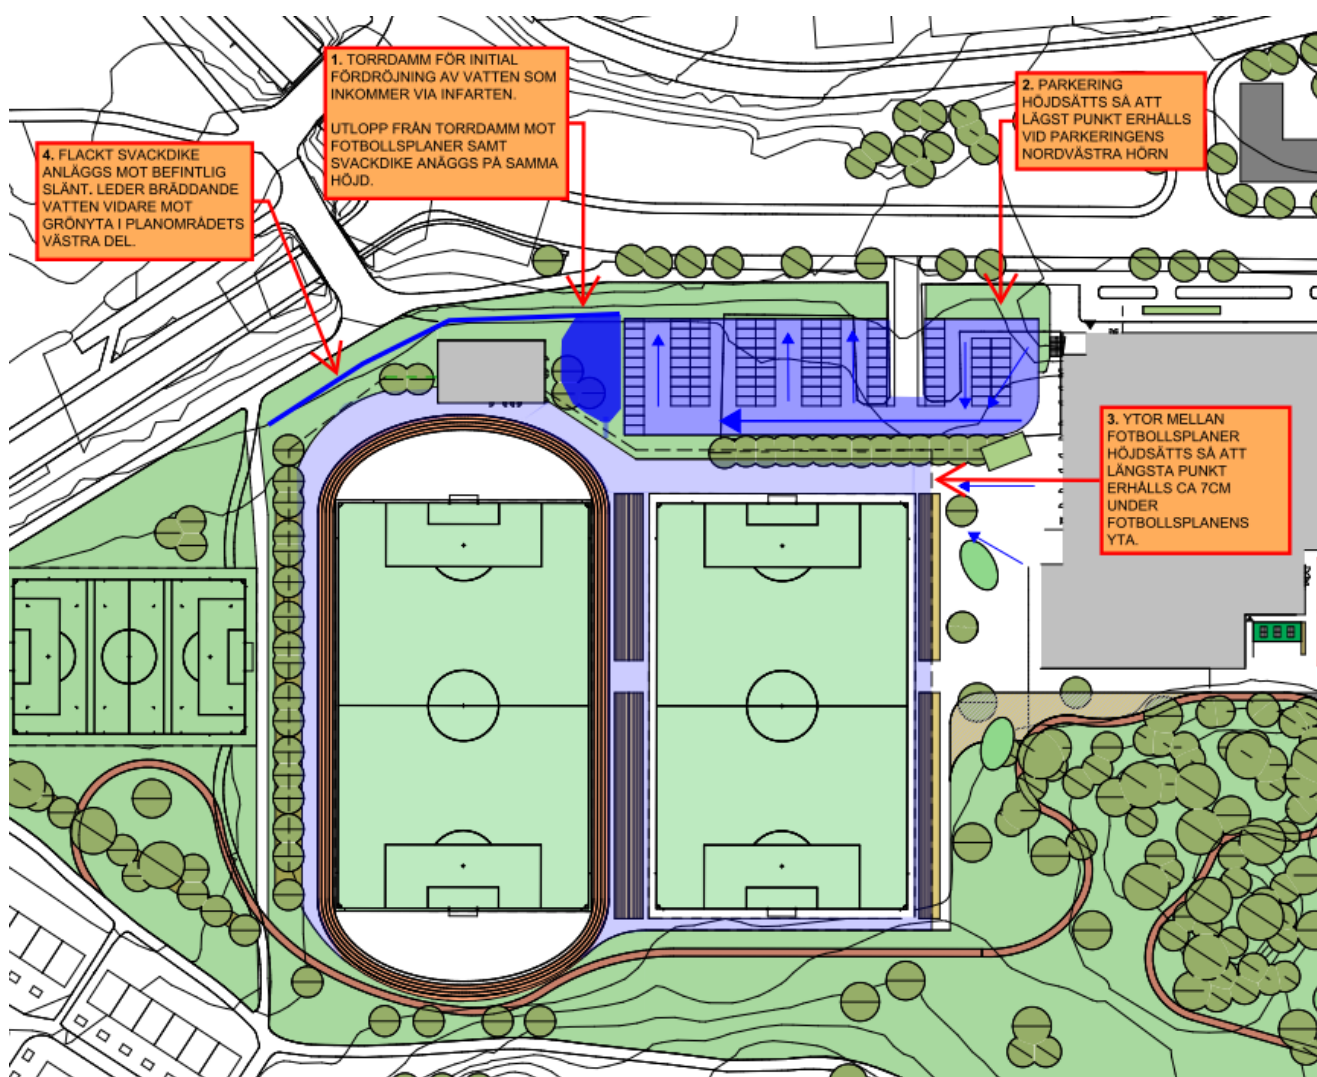 1. TORRDAMM FÖR INITIAL
FÖRDRÖJNING AV VATTEN SOM
INKOMMER VIA INFARTEN.
UTLOPP FRÅN TORRDAMM MOT
FOTBOLLSPLANER SAMT
SVACKDIKE ANÄGGS PÅ SAMMA
HÖJD.
2. PARKERING
HÖJDSÄTTS SÅ ATT
LÄGST PUNKT ERHÅLLS
VID PARKERINGENS
NORDVÄSTRA HÖRN
4. FLACKT SVACKDIKE
ANLÄGGS MOT BEFINTLIG
SLÄNT. LEDER BRÄDDANDE
VATTEN VIDARE MOT
GRÖNYTA I PLANOMRÅDETS
VÄSTRA DEL.
3. YTOR MELLAN
FOTBOLLSPLANER
HÖJDSÄTTS SÅ ATT
LÄNGSTA PUNKT
ERHÅLLS CA 7CM
UNDER
FOTBOLLSPLANENS
YTA.